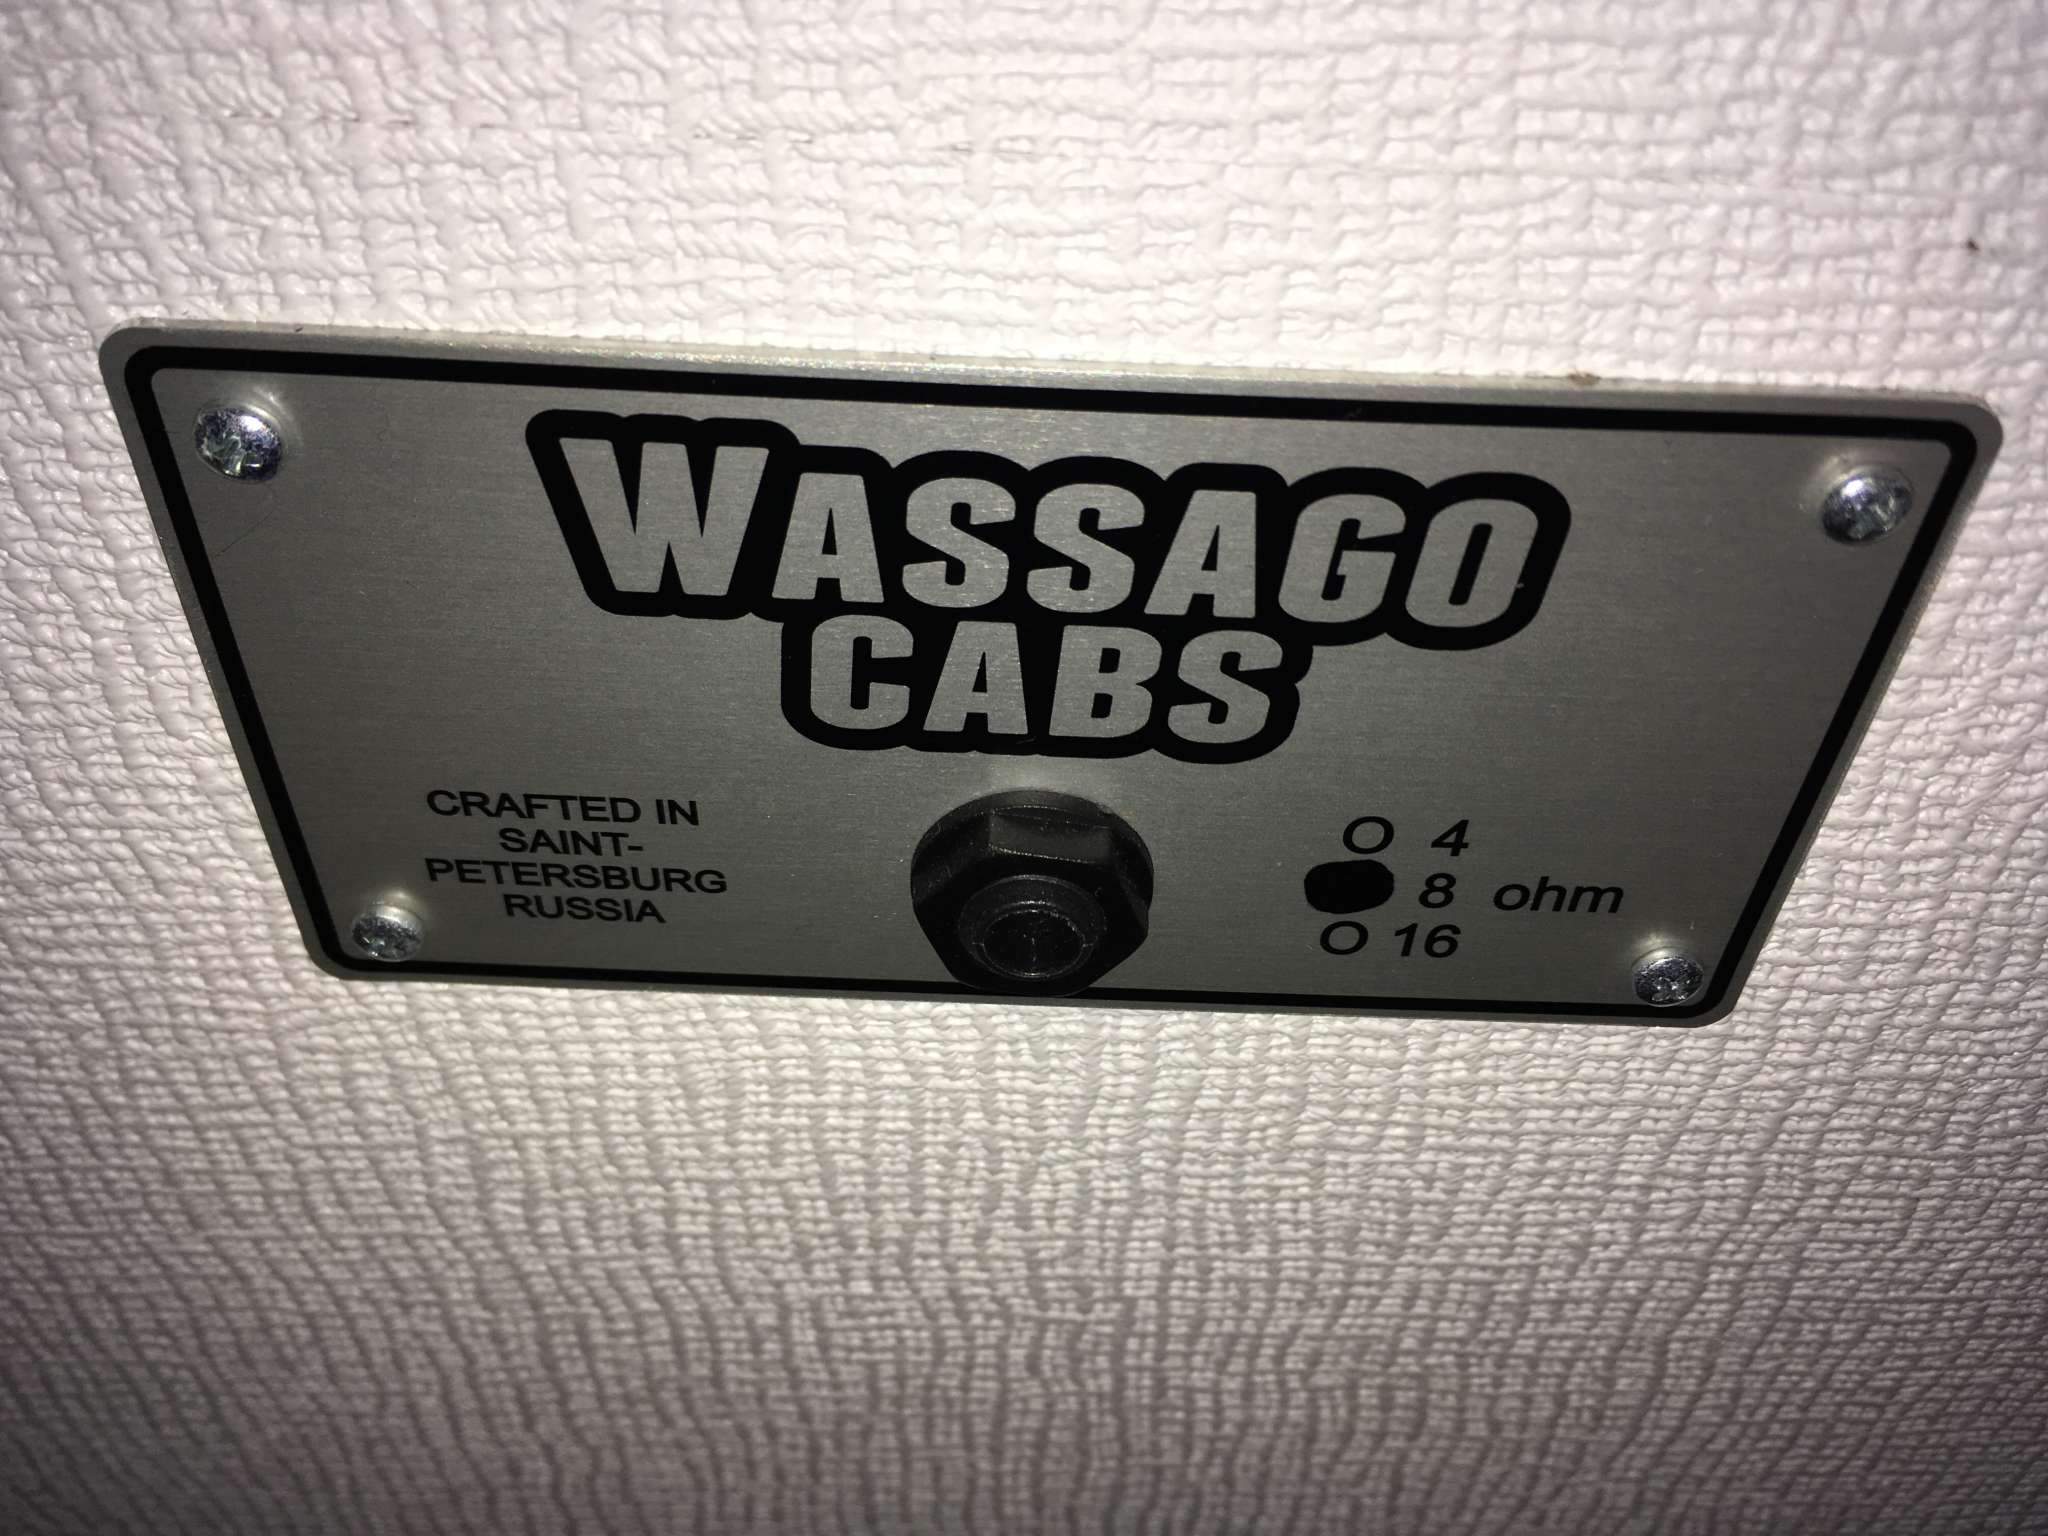 WASSAGO
CABS
CRAFTED IN
SAINT-
PETERSBURG
RUSSIA
4
8 ohm
16